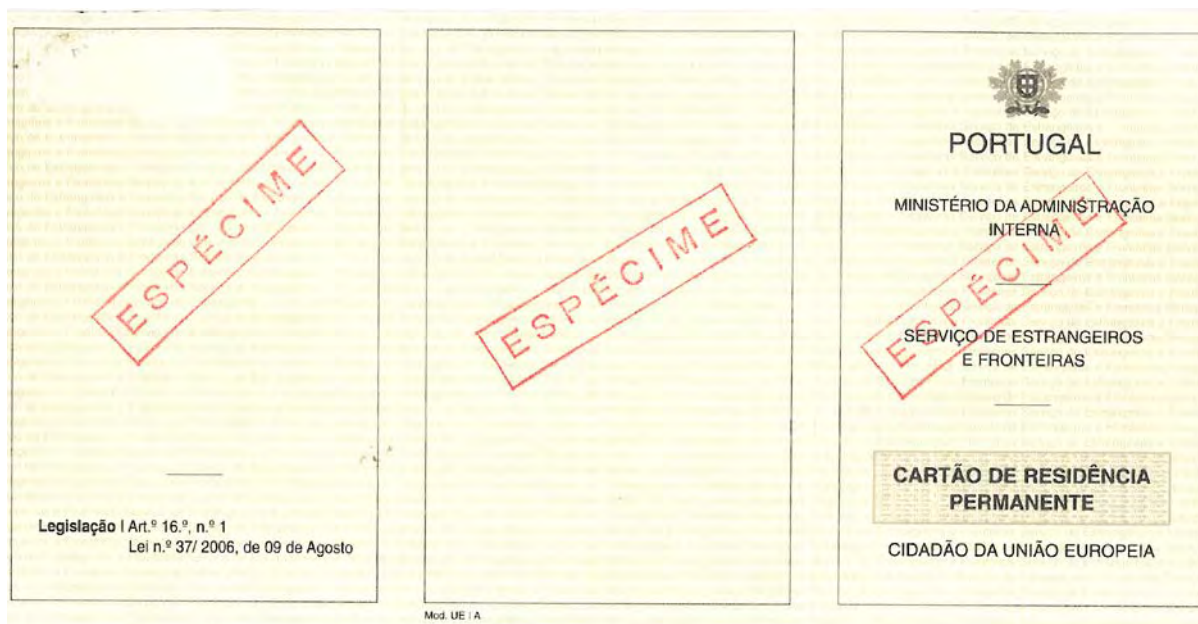 ESPÉCIME
Legislação | Art.º 16.º, n.º 1
Lei n.º 37/ 2006, de 09 de Agosto
ESPÉCIME
Mod. UE | A
PORTUGAL
MINISTÉRIO DA ADMINISTRAÇÃO
INTERNA
ESPÉCIME
SERVIÇO DE ESTRANGEIROS
E FRONTEIRAS
CARTÃO DE RESIDÊNCIA
PERMANENTE
CIDADÃO DA UNIÃO EUROPEIA